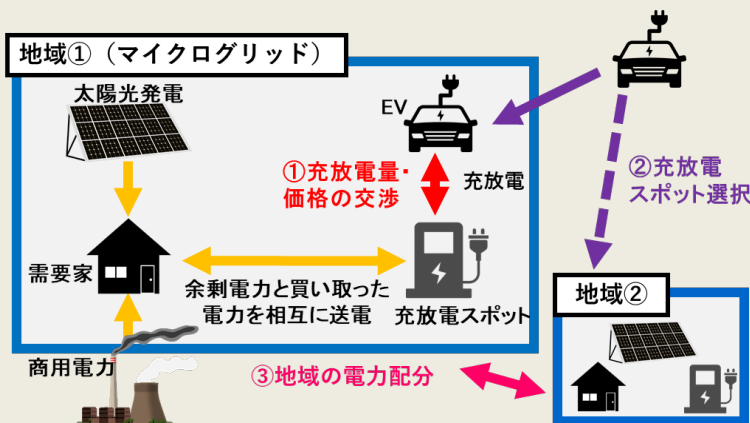 地域①（マイクログリッド）
太陽光発電
EV
①充放電量・
価格の交渉
充放電
②充放電
スポット選択
需要家
余剰電力と買い取った
電力を相互に送電
充放電スポット
地域②
商用電力
③地域の電力配分